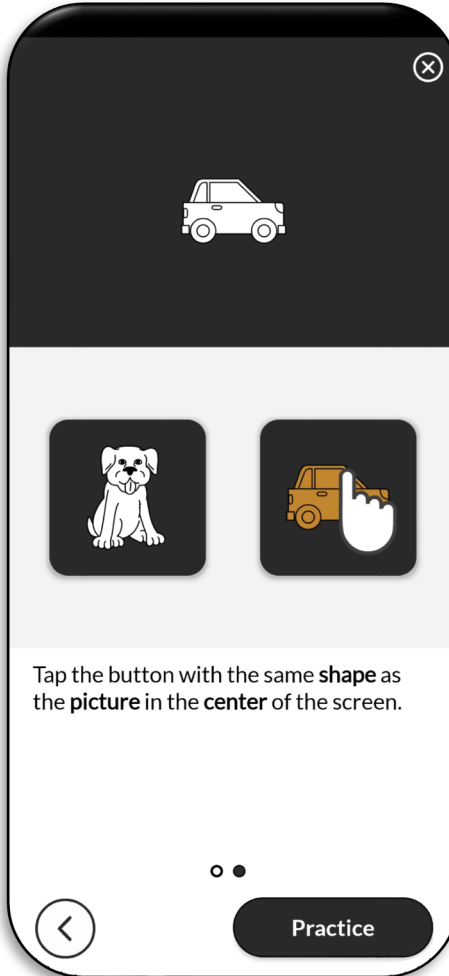 Tap the button with the same shape as
the picture in the center of the screen.
Practice